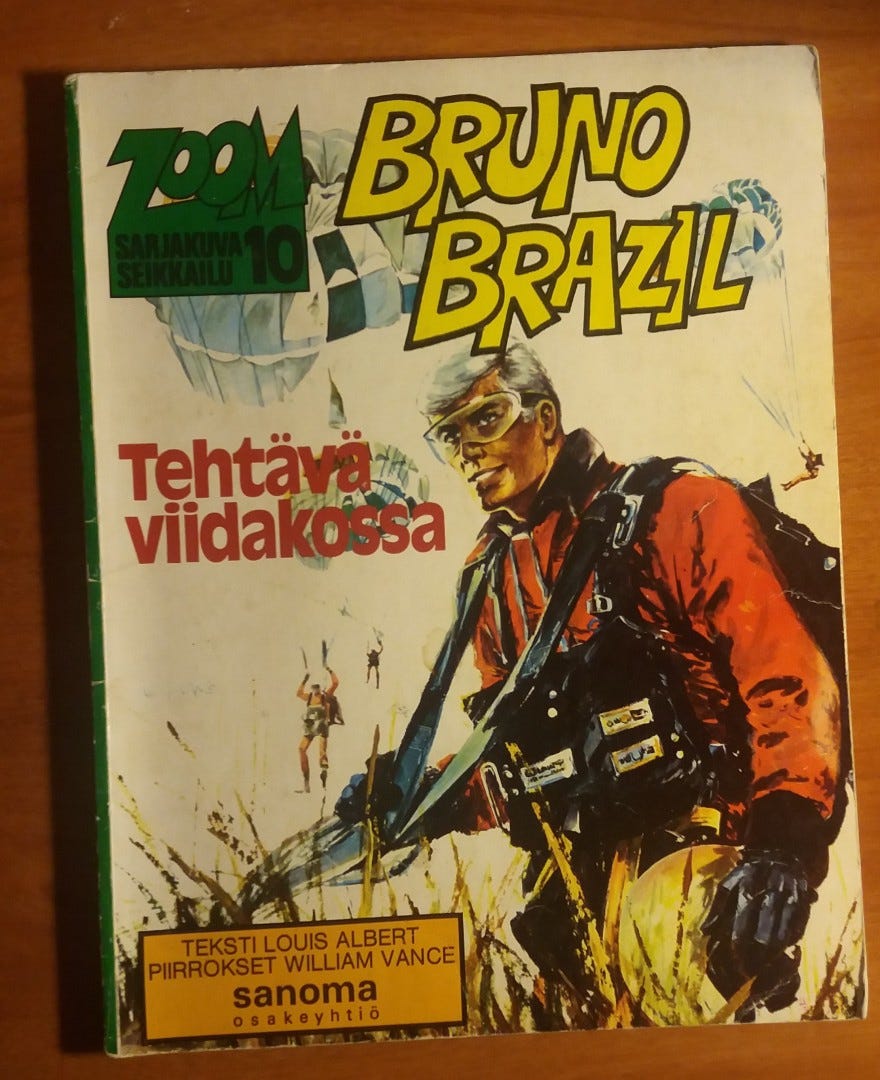 ZOOM
SARJAKUVA
SEIKKAILU 10
BRUNO
BRAZIL
Tehtävä
viidakossa
TEKSTI LOUIS ALBERT
PIIRROKSET WILLIAM VANCE
sanoma
osakeyhtiö